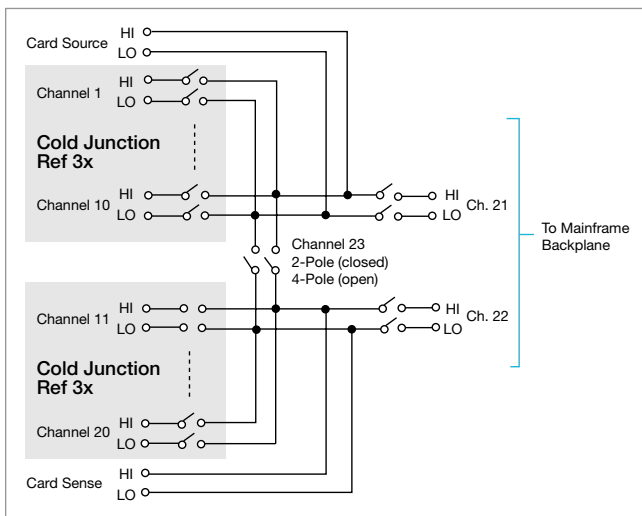 Card Source
HI
LO
Channel 1
HI
LO
Cold Junction
Ref 3x
Channel 10
HI
LO
HI
LO
Ch. 21
Channel 23
2-Pole (closed)
4-Pole (open)
To Mainframe
Backplane
Channel 11
HI
LO
HI
LO
Ch. 22
Cold Junction
Ref 3x
Channel 20
HI
LO
Card Sense
HI
LO